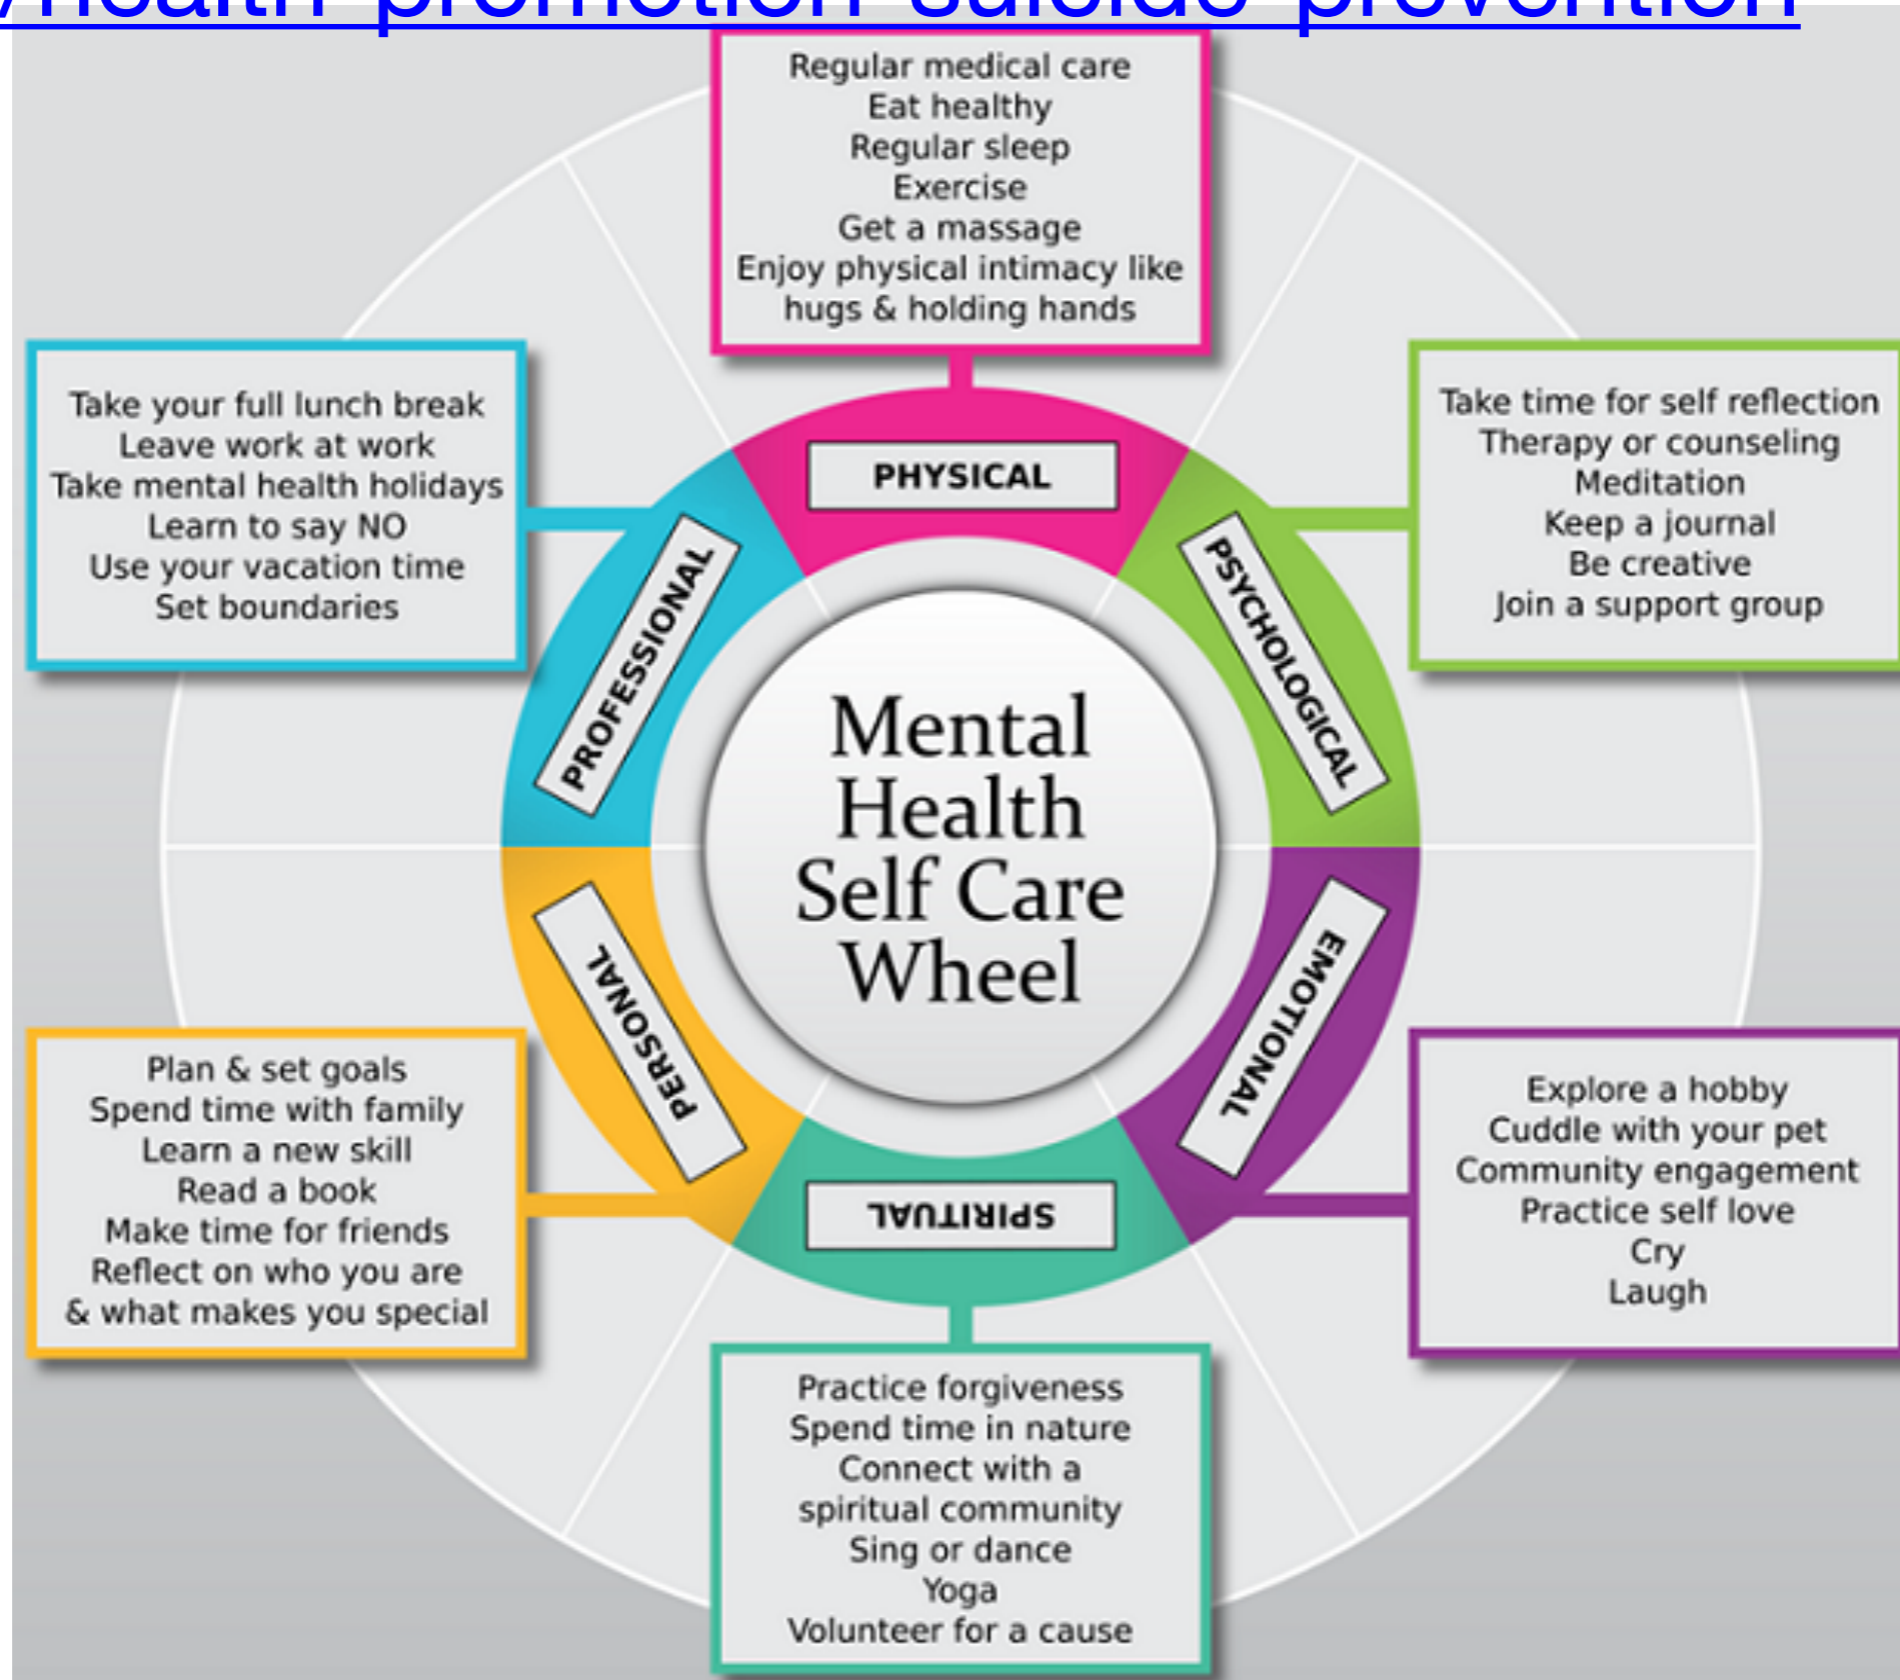 /health-promotion-suicide-prevention
Regular medical care
Eat healthy
Regular sleep
Exercise
Get a massage
Enjoy physical intimacy like
hugs & holding hands
Take your full lunch break
Leave work at work
Take mental health holidays
Learn to say NO
Use your vacation time
Set boundaries
Take time for self reflection
Therapy or counseling
Meditation
Keep a journal
Be creative
Join a support group
PHYSICAL
PROFESSIONAL
PSYCHOLOGICAL
Mental
Health
Self Care
Wheel
PERSONAL
EMOTIONAL
SPIRITUAL
Plan & set goals
Spend time with family
Learn a new skill
Read a book
Make time for friends
Reflect on who you are
& what makes you special
Explore a hobby
Cuddle with your pet
Community engagement
Practice self love
Cry
Laugh
Practice forgiveness
Spend time in nature
Connect with a
spiritual community
Sing or dance
Yoga
Volunteer for a cause